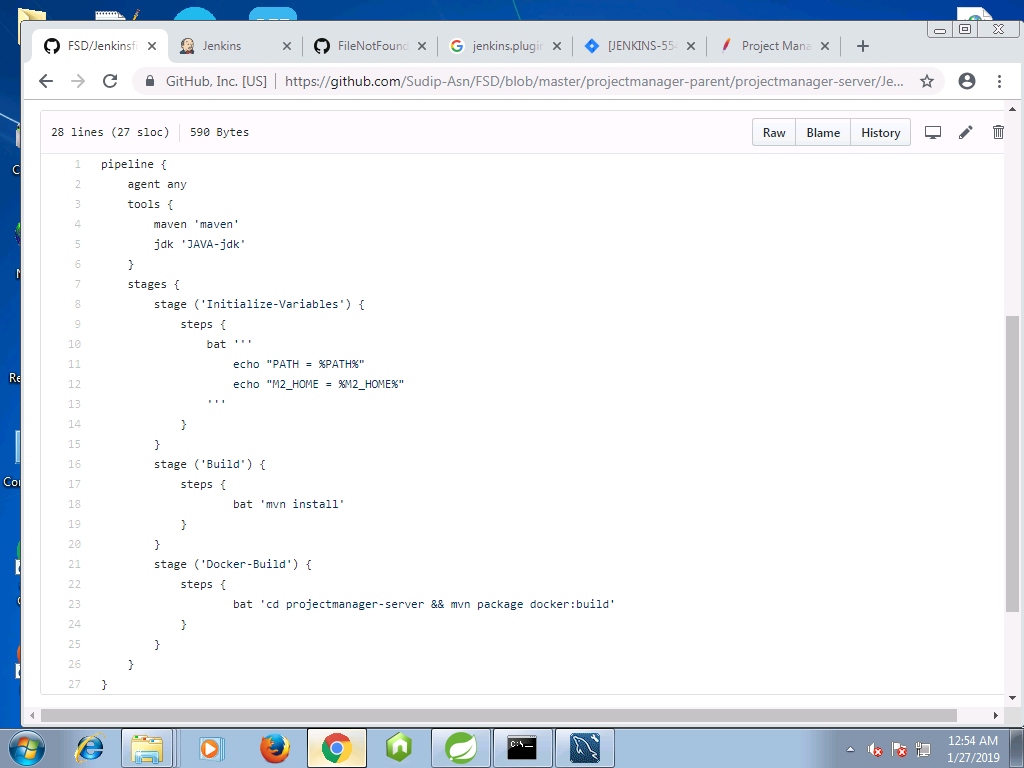 FSD/Jenkinsfi
Jenkins
FileNotFound
jenkins.plugin
[JENKINS-554
Project Mana
GitHub, Inc. [US]
https://github.com/Sudip-Asn/FSD/blob/master/projectmanager-parent/projectmanager-server/Je...
28 lines (27 sloc) 590 Bytes
Raw Blame History
1 pipeline {
2 agent any
3 tools {
4 maven 'maven'
5 jdk 'JAVA-jdk'
6 }
7 stages {
8 stage ('Initialize-Variables') {
9 steps {
10 bat '''
11 echo "PATH = %PATH%"
12 echo "M2_HOME = %M2_HOME%"
13 '''
14 }
15 }
16 stage ('Build') {
17 steps {
18 bat 'mvn install'
19 }
20 }
21 stage ('Docker-Build') {
22 steps {
23 bat 'cd projectmanager-server && mvn package docker:build'
24 }
25 }
26 }
27 }
12:54 AM
1/27/2019